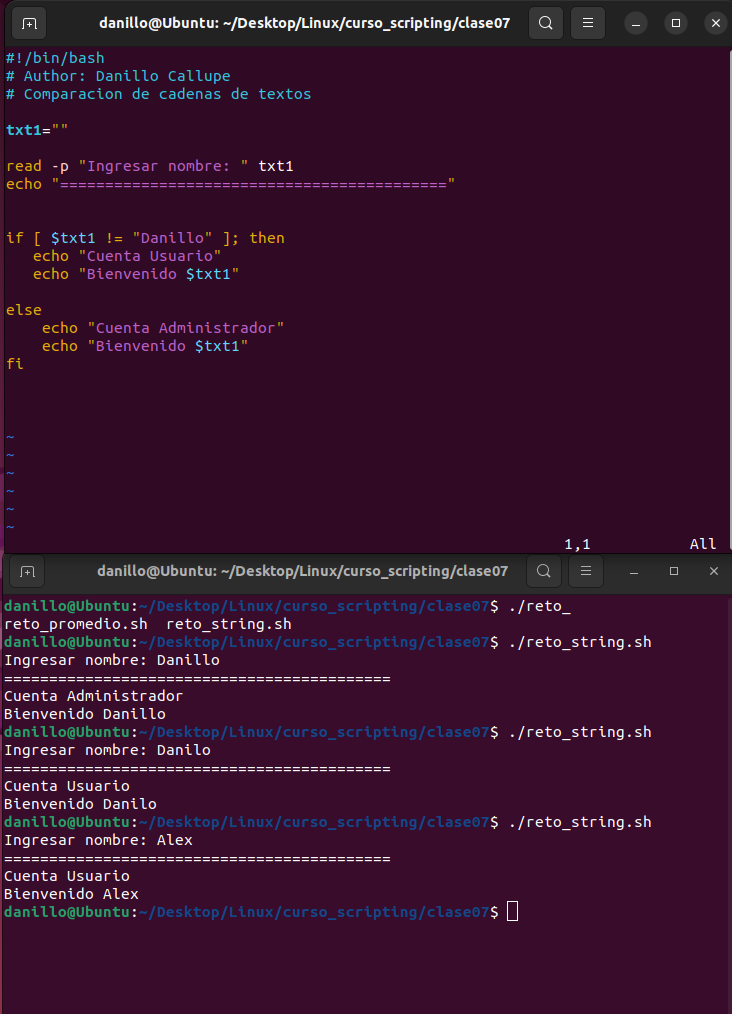 danillo@Ubuntu: ~/Desktop/Linux/curso_scripting/clase07
#!/bin/bash
# Author: Danillo Callupe
# Comparacion de cadenas de textos
txt1=""
read -p "Ingresar nombre: " txt1
echo "==========================================="
if [ $txt1 != "Danillo" ]; then
   echo "Cuenta Usuario"
   echo "Bienvenido $txt1"
else
    echo "Cuenta Administrador"
    echo "Bienvenido $txt1"
fi
~
~
~
~
~
~
1,1 All
danillo@Ubuntu: ~/Desktop/Linux/curso_scripting/clase07
danillo@Ubuntu:~/Desktop/Linux/curso_scripting/clase07$ ./reto_
reto_promedio.sh  reto_string.sh
danillo@Ubuntu:~/Desktop/Linux/curso_scripting/clase07$ ./reto_string.sh
Ingresar nombre: Danillo
===========================================
Cuenta Administrador
Bienvenido Danillo
danillo@Ubuntu:~/Desktop/Linux/curso_scripting/clase07$ ./reto_string.sh
Ingresar nombre: Danilo
===========================================
Cuenta Usuario
Bienvenido Danilo
danillo@Ubuntu:~/Desktop/Linux/curso_scripting/clase07$ ./reto_string.sh
Ingresar nombre: Alex
===========================================
Cuenta Usuario
Bienvenido Alex
danillo@Ubuntu:~/Desktop/Linux/curso_scripting/clase07$